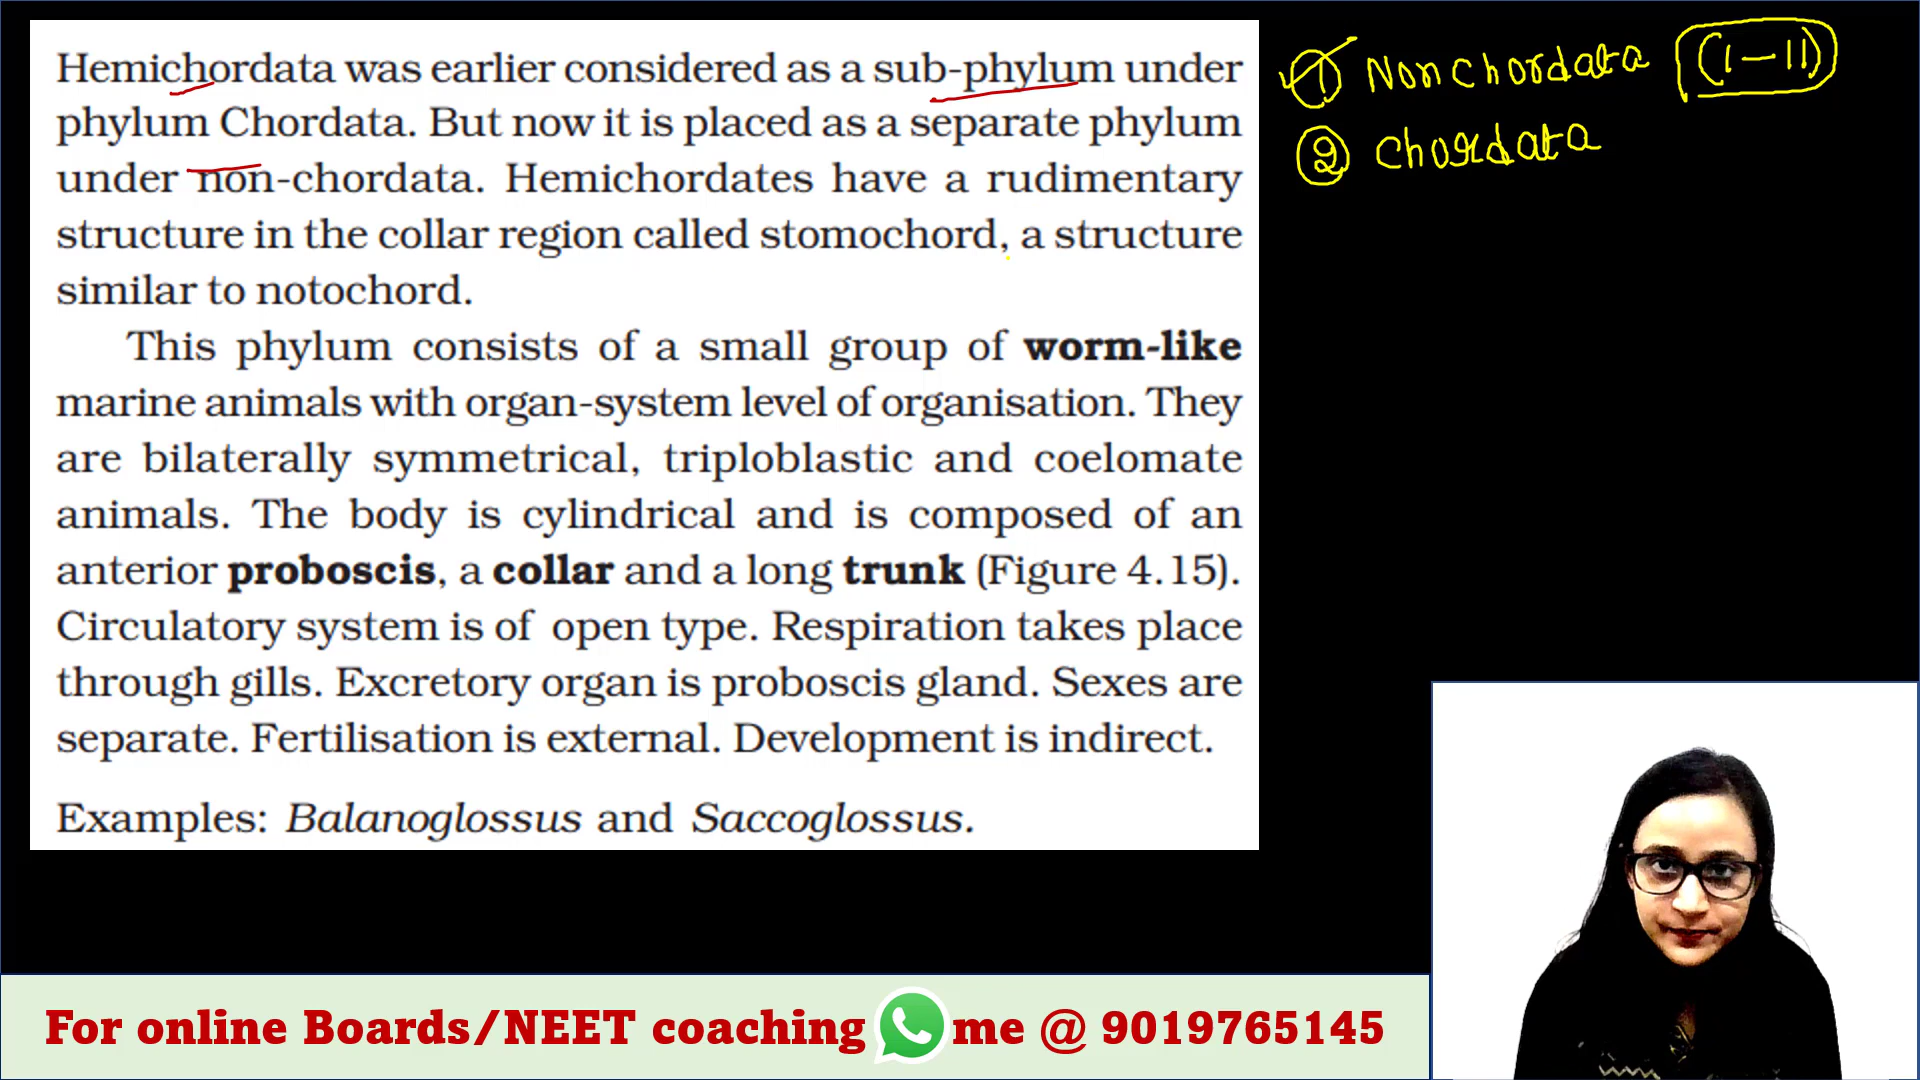 Hemichordata was earlier considered as a sub-phylum under
phylum Chordata. But now it is placed as a separate phylum
under non-chordata. Hemichordates have a rudimentary
structure in the collar region called stomochord, a structure
similar to notochord.
This phylum consists of a small group of worm-like
marine animals with organ-system level of organisation. They
are bilaterally symmetrical, triploblastic and coelomate
animals. The body is cylindrical and is composed of an
anterior proboscis, a collar and a long trunk (Figure 4.15).
Circulatory system is of open type. Respiration takes place
through gills. Excretory organ is proboscis gland. Sexes are
separate. Fertilisation is external. Development is indirect.
Examples: Balanoglossus and Saccoglossus.
1 Nonchordata (1-11)
2 Chordata
For online Boards/NEET coaching me @ 9019765145